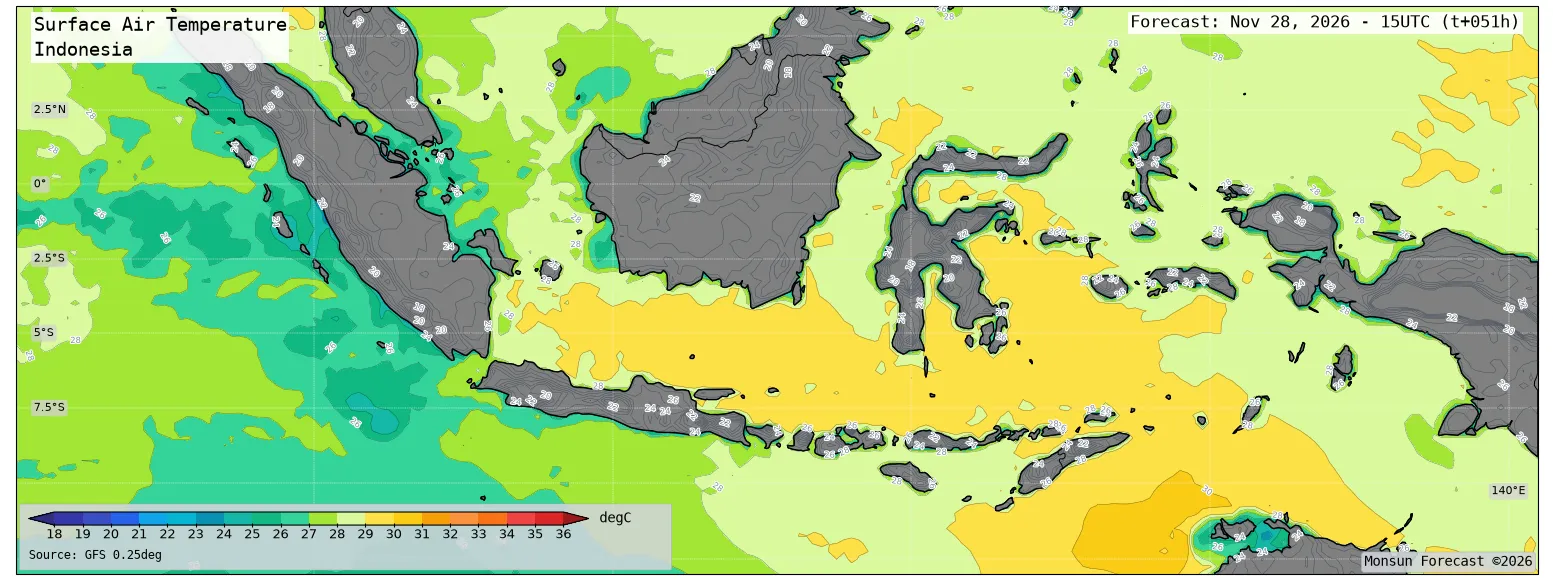 Surface Air Temperature
Indonesia
Forecast: Nov 28, 2026 - 15UTC (t+051h)
2.5°N
0°
2.5°S
5°S
7.5°S
140°E
18 19 20 21 22 23 24 25 26 27 28 29 30 31 32 33 34 35 36 degC
Source: GFS 0.25deg
Monsun Forecast ©2026